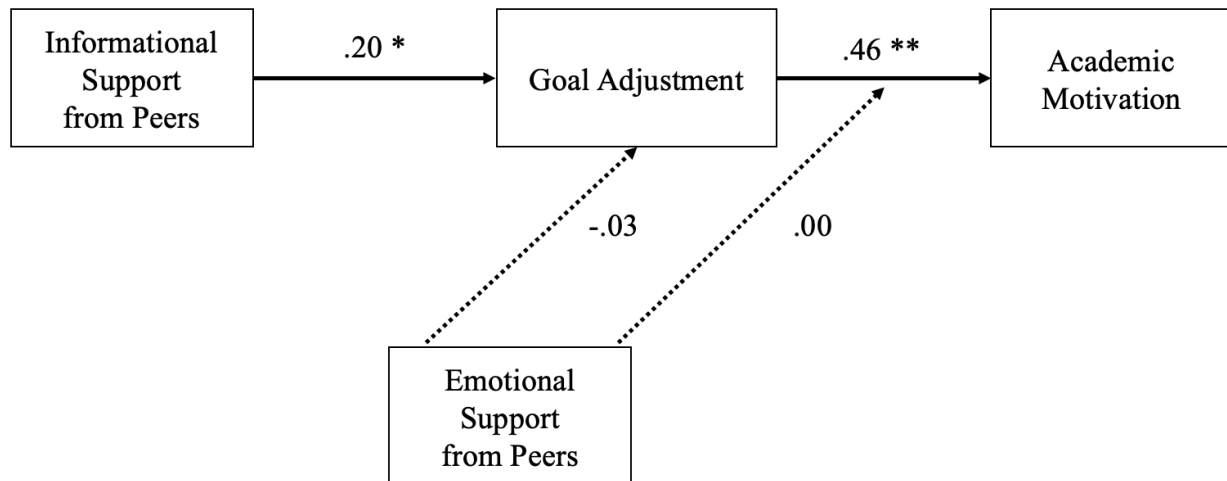 Informational
Support
from Peers
.20 *
Goal Adjustment
.46 **
Academic
Motivation
-.03
.00
Emotional
Support
from Peers